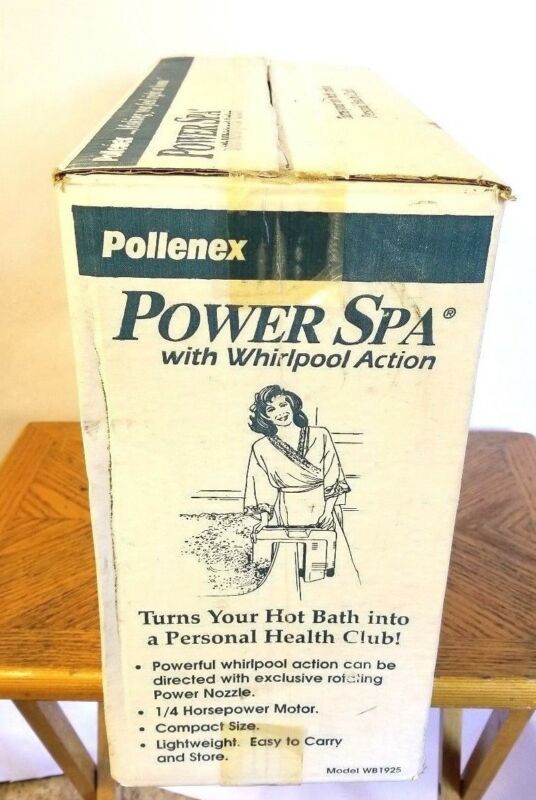 Pollenex
POWER SPA®
Pollenex
POWER SPA®
with Whirlpool Action
Turns Your Hot Bath into
a Personal Health Club!
• Powerful whirlpool action can be
directed with exclusive rotating
Power Nozzle.
• 1/4 Horsepower Motor.
• Compact Size.
• Lightweight. Easy to Carry
and Store.
Model WB1925